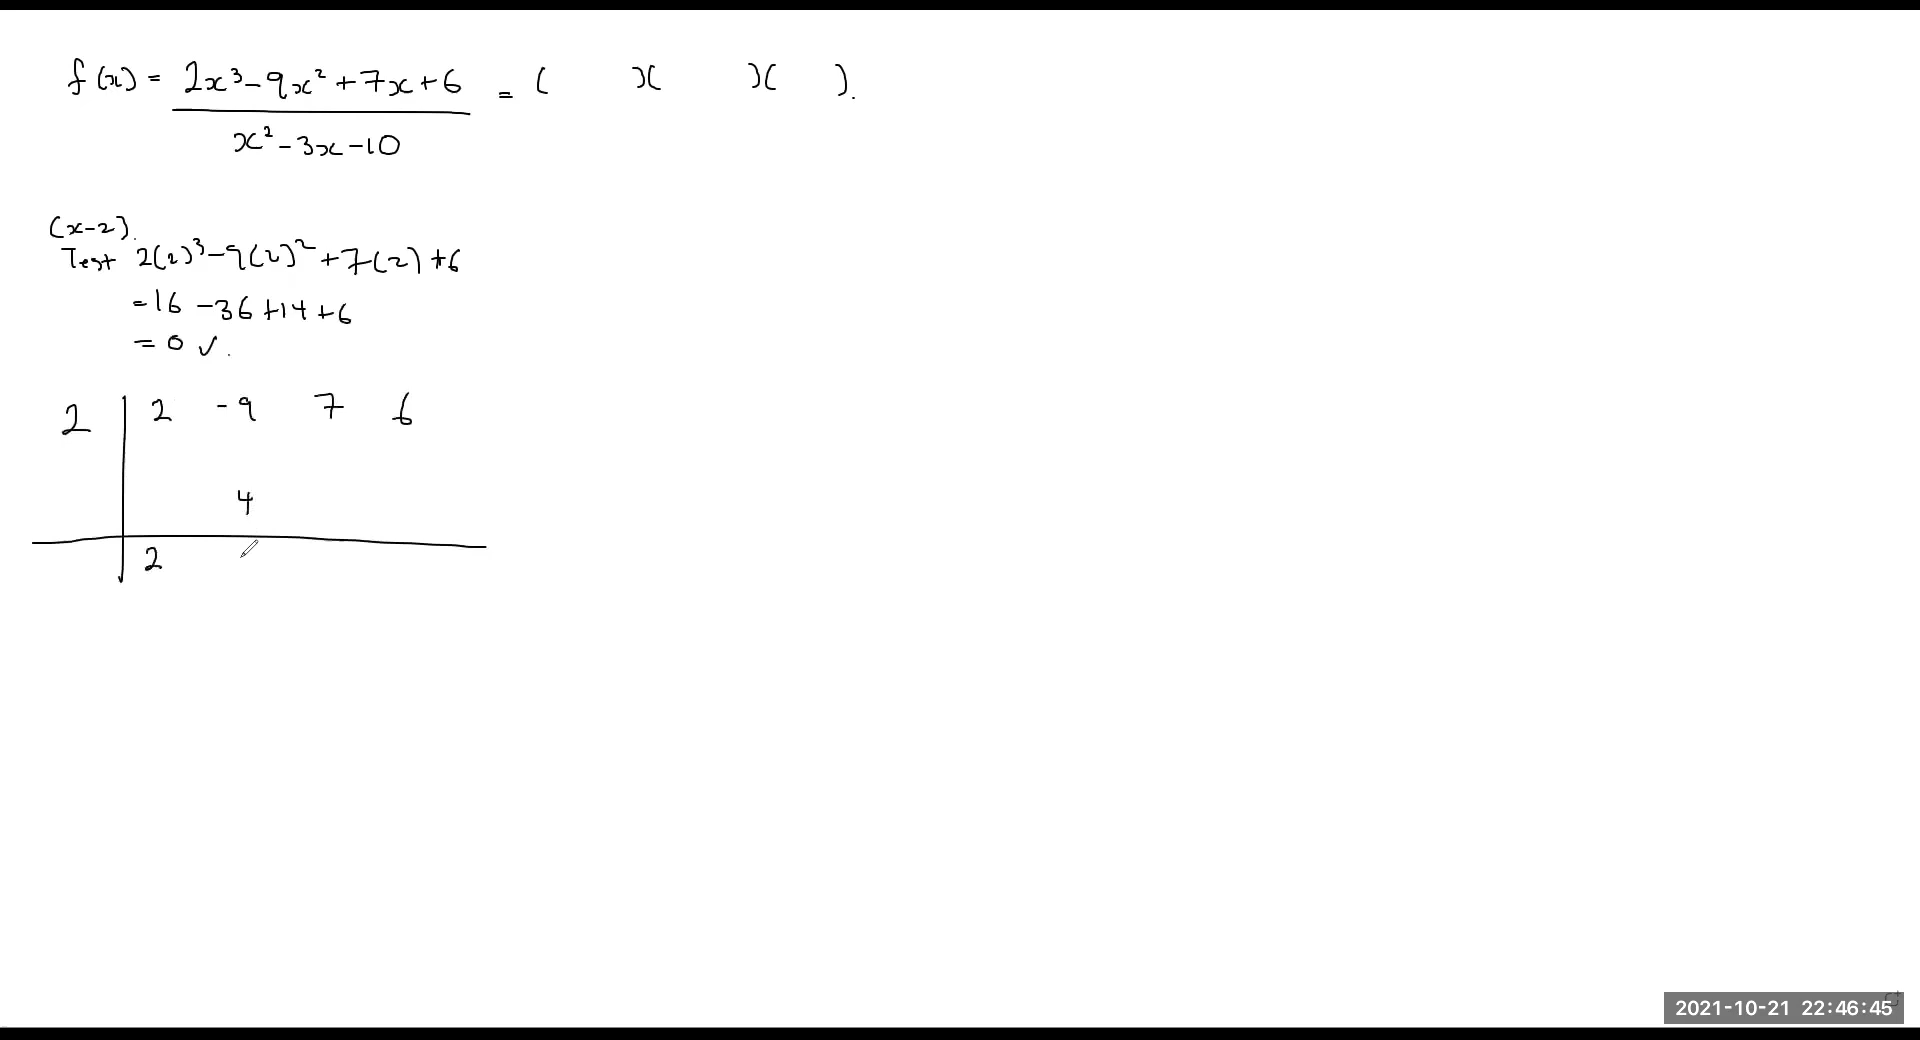 f(x) = 2x³-9x²+7x+6 = ( )( )( ).
x²-3x-10
(x-2).
Test 2(2)³-9(2)²+7(2)+6
=16-36+14+6
=0 ✓.
2 2 -9 7 6
4
2
2021-10-21 22:46:45